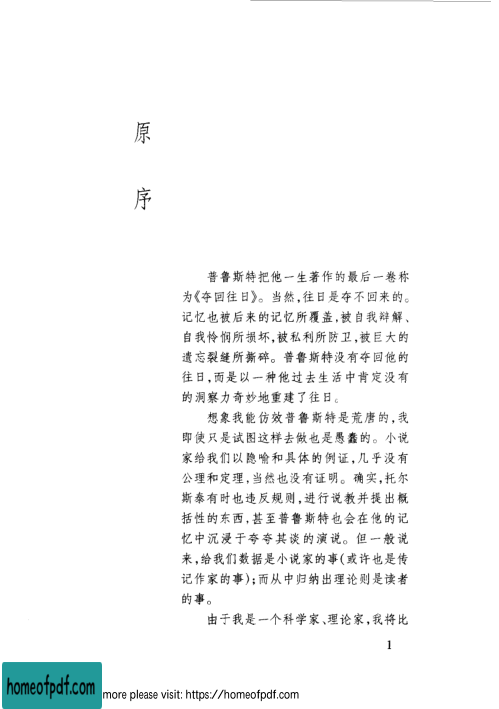 原
序
普鲁斯特把他一生著作的最后一卷称
为《夺回往日》。当然,往日是夺不回来的。
记忆也被后来的记忆所覆盖,被自我辩解、
自我怜悯所损坏,被私利所防卫,被巨大的
遗忘裂缝所撕碎。普鲁斯特没有夺回他的
往日,而是以一种他过去生活中肯定没有
的洞察力奇妙地重建了往日。
想象我能仿效普鲁斯特是荒唐的,我
即使只是试图这样去做也是愚蠢的。小说
家给我们以隐喻和具体的例证,几乎没有
公理和定理,当然也没有证明。确实,托尔
斯泰有时也违反规则,进行说教并提出概
括性的东西,甚至普鲁斯特也会在他的记
忆中沉浸于夸夸其谈的演说。但一般说
来,给我们数据是小说家的事(或许也是传
记作家的事);而从中归纳出理论则是读者
的事。
由于我是一个科学家、理论家,我将比
1
homeofpdf.com more please visit: https://homeofpdf.com